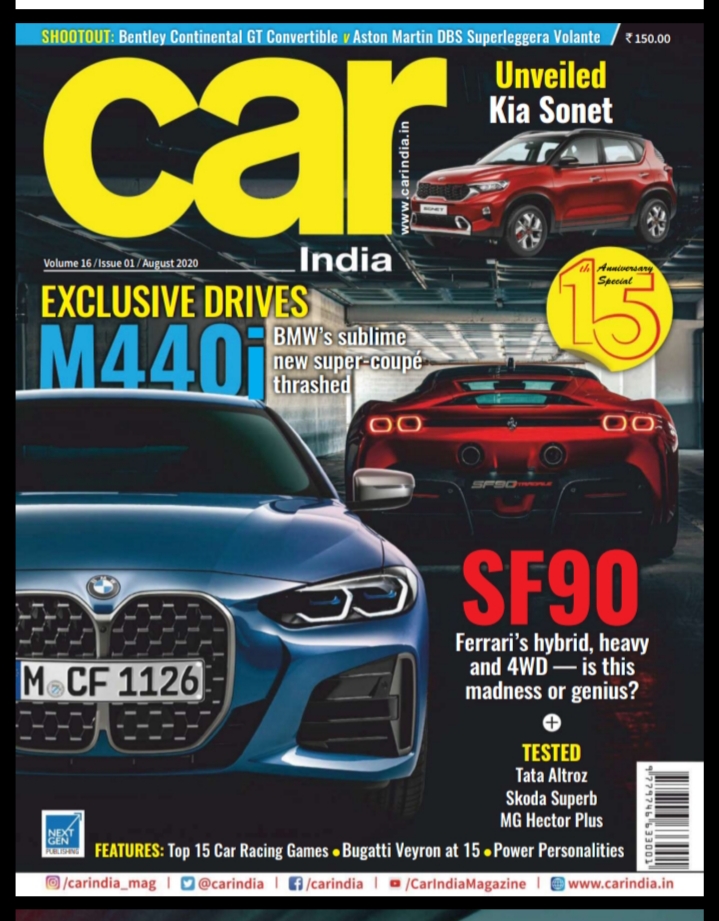 SHOOTOUT: Bentley Continental GT Convertible v Aston Martin DBS Superleggera Volante / ₹ 150.00
car
India
www.carindia.in
Unveiled
Kia Sonet
SONET
Volume 16 / Issue 01 / August 2020
15th Anniversary
Special
EXCLUSIVE DRIVES
M440i
BMW's sublime
new super-coupé
thrashed
SF90 STRADALE
SF90
Ferrari's hybrid, heavy
and 4WD — is this
madness or genius?
M CF 1126
+
TESTED
Tata Altroz
Skoda Superb
MG Hector Plus
NEXT
GEN
PUBLISHING
FEATURES: Top 15 Car Racing Games • Bugatti Veyron at 15 • Power Personalities
/carindia_mag | @carindia | /carindia | /CarIndiaMagazine | www.carindia.in